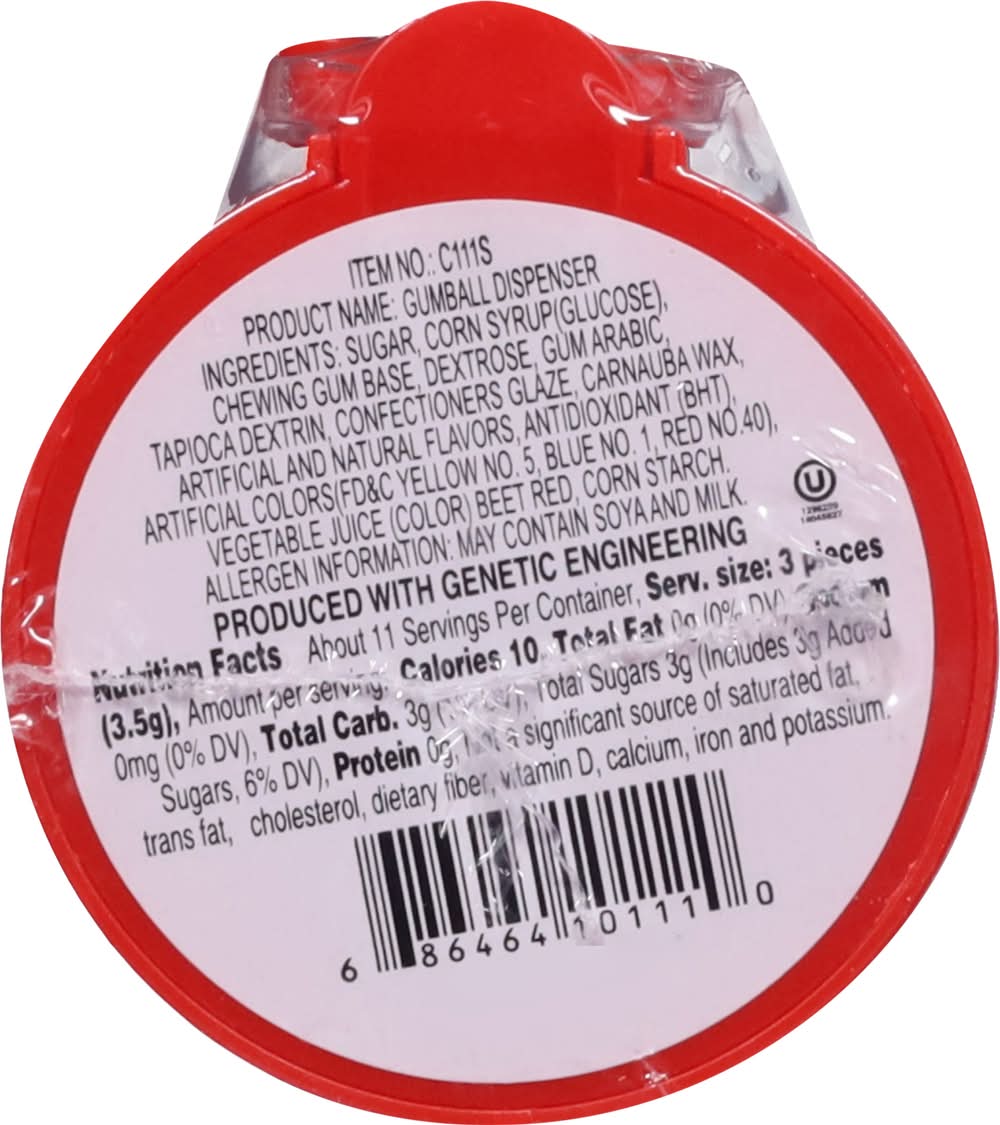 ITEM NO.: C111S
PRODUCT NAME: GUMBALL DISPENSER
INGREDIENTS: SUGAR, CORN SYRUP(GLUCOSE),
CHEWING GUM BASE, DEXTROSE, GUM ARABIC,
TAPIOCA DEXTRIN, CONFECTIONERS GLAZE, CARNAUBA WAX,
ARTIFICIAL AND NATURAL FLAVORS, ANTIDIOXIDANT (BHT),
ARTIFICIAL COLORS(FD&C YELLOW NO. 5, BLUE NO. 1, RED NO.40),
VEGETABLE JUICE (COLOR) BEET RED, CORN STARCH.
ALLERGEN INFORMATION: MAY CONTAIN SOYA AND MILK.
PRODUCED WITH GENETIC ENGINEERING
U
Nutrition Facts About 11 Servings Per Container, Serv. size: 3 pieces
(3.5g), Amount per serving: Calories 10, Total Fat 0g (0% DV),
0mg (0% DV), Total Carb. 3g Total Sugars 3g (Includes 3g Added
Sugars, 6% DV), Protein 0g, significant source of saturated fat,
trans fat, cholesterol, dietary fiber, vitamin D, calcium, iron and potassium.
6 86464 10111 0